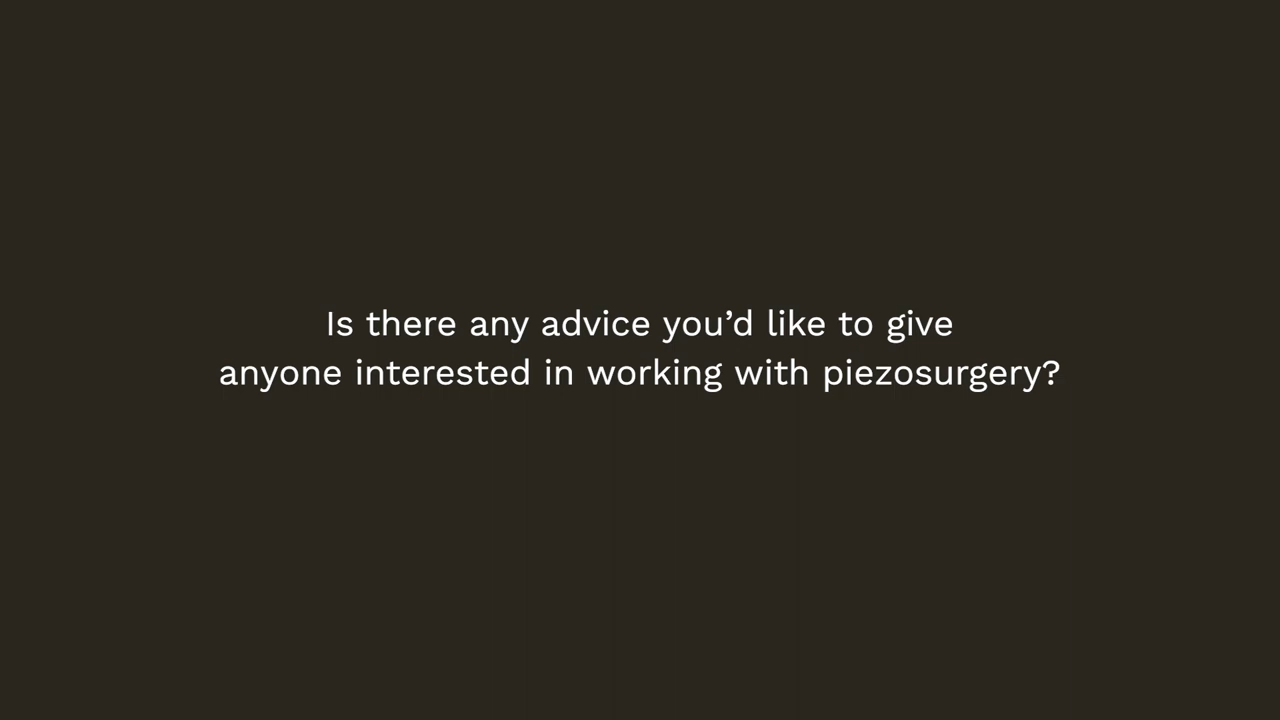 Is there any advice you’d like to give
anyone interested in working with piezosurgery?